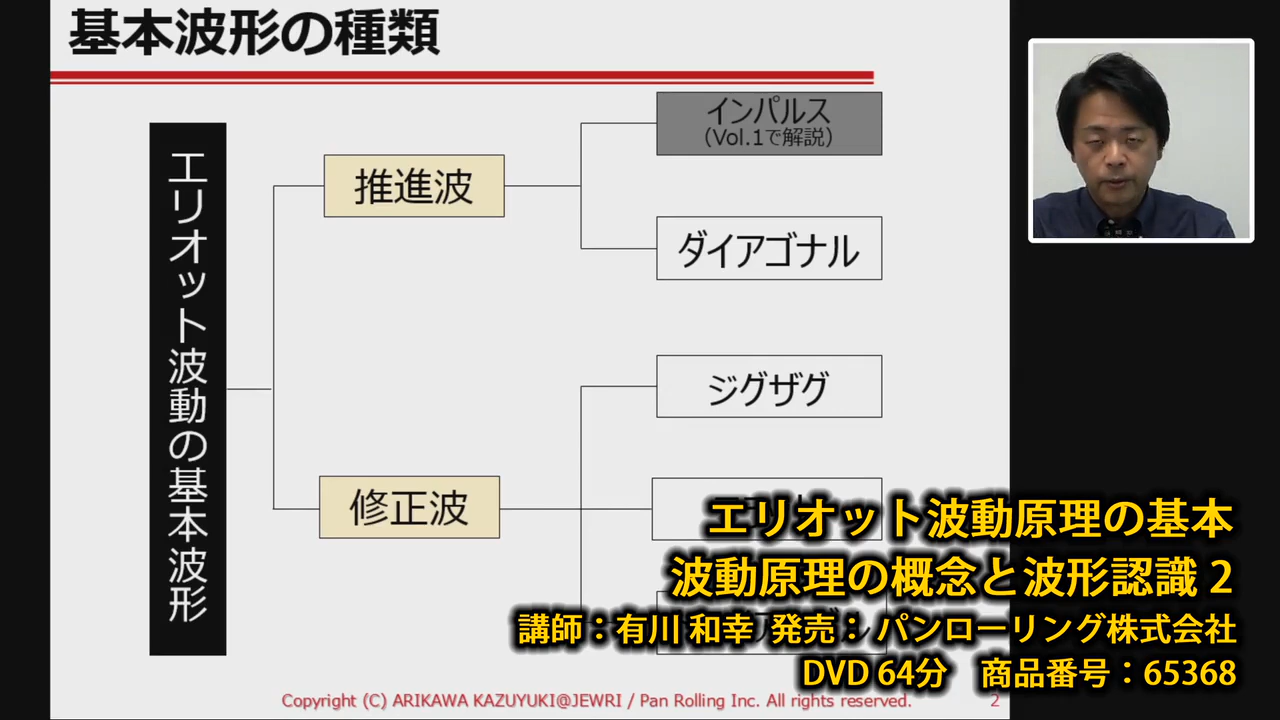 基本波形の種類
エリオット波動の基本波形
推進波
修正波
インパルス
(Vol.1で解説)
ダイアゴナル
ジグザグ
エリオット波動原理の基本
波動原理の概念と波形認識 2
講師：有川 和幸 発売： パンローリング株式会社
DVD 64分 商品番号：65368
Copyright (C) ARIKAWA KAZUYUKI@JEWRI / Pan Rolling Inc. All rights reserved.
2